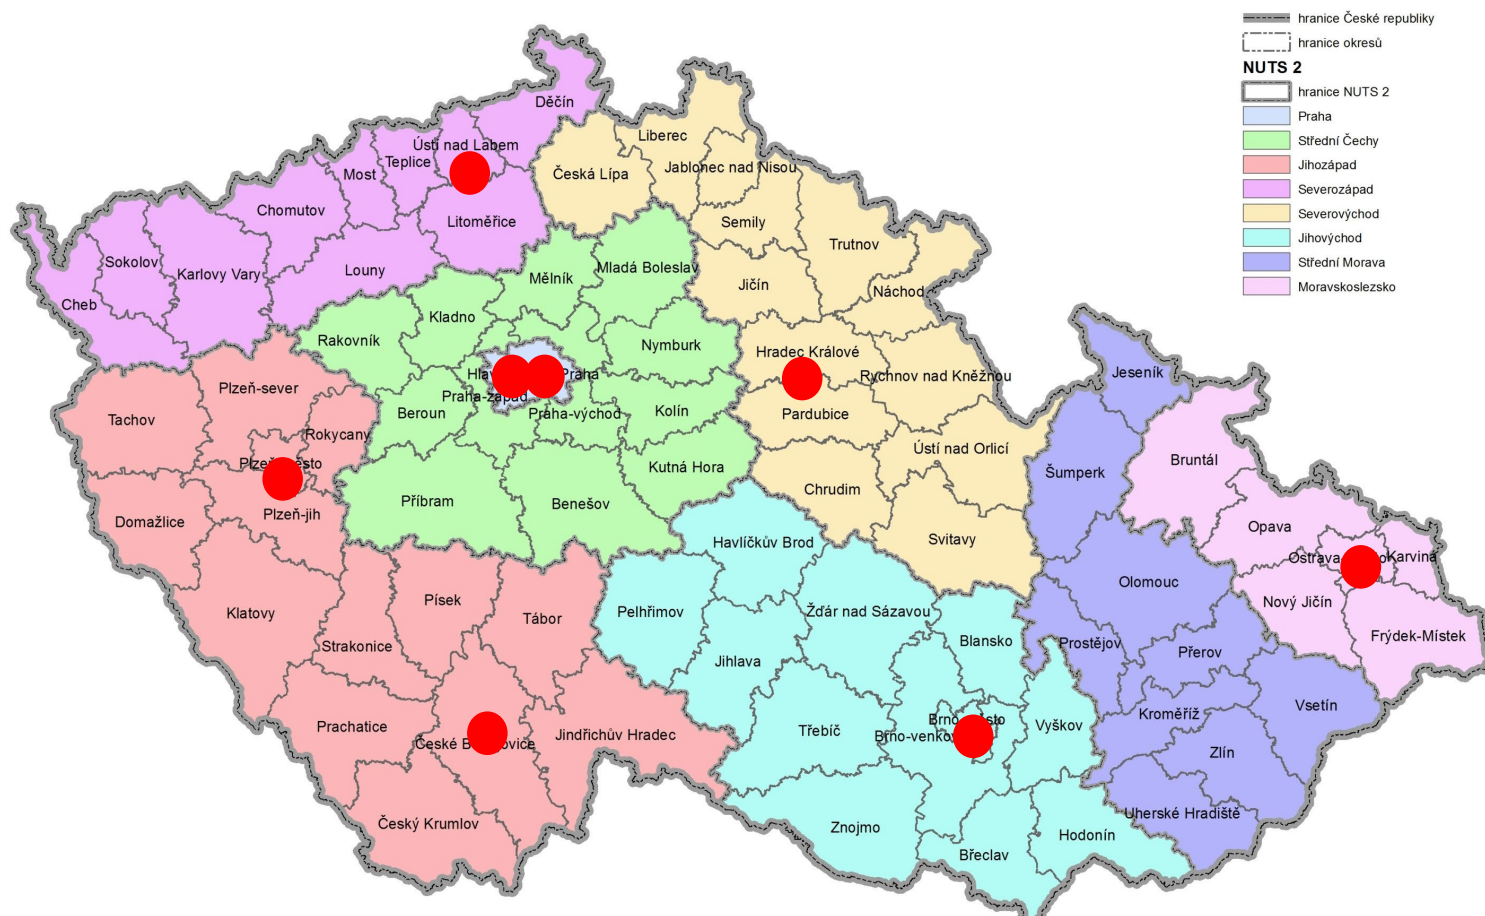 hranice České republiky
hranice okresů
NUTS 2
hranice NUTS 2
Praha
Střední Čechy
Jihozápad
Severozápad
Severovýchod
Jihovýchod
Střední Morava
Moravskoslezsko
Děčín
Liberec
Ústí nad Labem
Teplice
Jablonec nad Nisou
Most
Česká Lípa
Chomutov
Litoměřice
Semily
Trutnov
Sokolov
Karlovy Vary
Louny
Mělník
Mladá Boleslav
Jičín
Náchod
Cheb
Kladno
Rakovník
Nymburk
Hradec Králové
Praha
Rychnov nad Kněžnou
Jeseník
Plzeň-sever
Praha-západ
Tachov
Beroun
Praha-východ
Kolín
Pardubice
Rokycany
Ústí nad Orlicí
Kutná Hora
Šumperk
Bruntál
Chrudim
Příbram
Benešov
Plzeň-jih
Domažlice
Opava
Svitavy
Havlíčkův Brod
Karviná
Olomouc
Nový Jičín
Klatovy
Písek
Tábor
Pelhřimov
Žďár nad Sázavou
Blansko
Frýdek-Místek
Strakonice
Jihlava
Prostějov
Přerov
Vsetín
Kroměříž
Prachatice
Jindřichův Hradec
Třebíč
Vyškov
Zlín
Uherské Hradiště
Český Krumlov
Znojmo
Hodonín
Břeclav